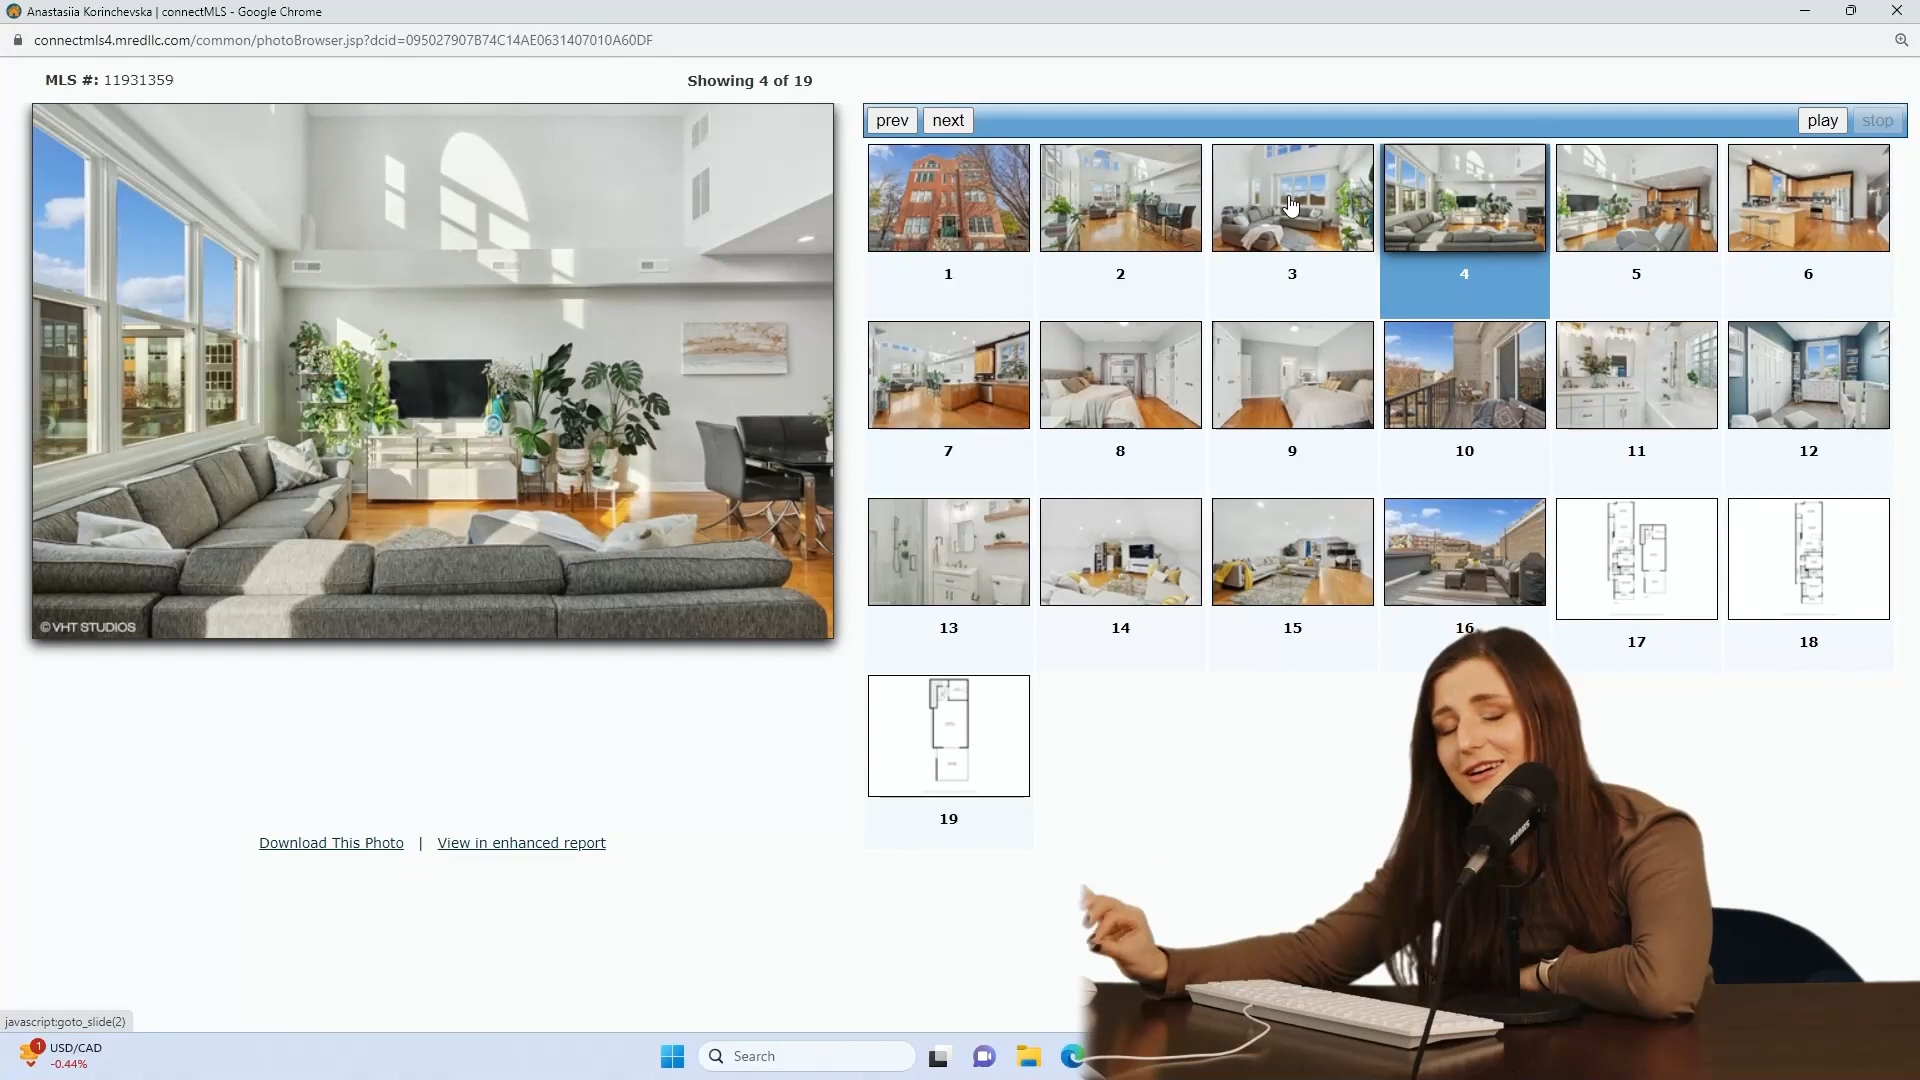 Anastasiia Korinchevska | connectMLS - Google Chrome
connectmls4.mredllc.com/common/photoBrowser.jsp?dcid=095027907B74C14AE0631407010A60DF
MLS #: 11931359
Showing 4 of 19
prev next play stop
1 2 3 4 5 6
7 8 9 10 11 12
13 14 15 16 17 18
19
©VHT STUDIOS
Download This Photo | View in enhanced report
javascript:goto_slide(2)
1
USD/CAD
-0.44%
Search